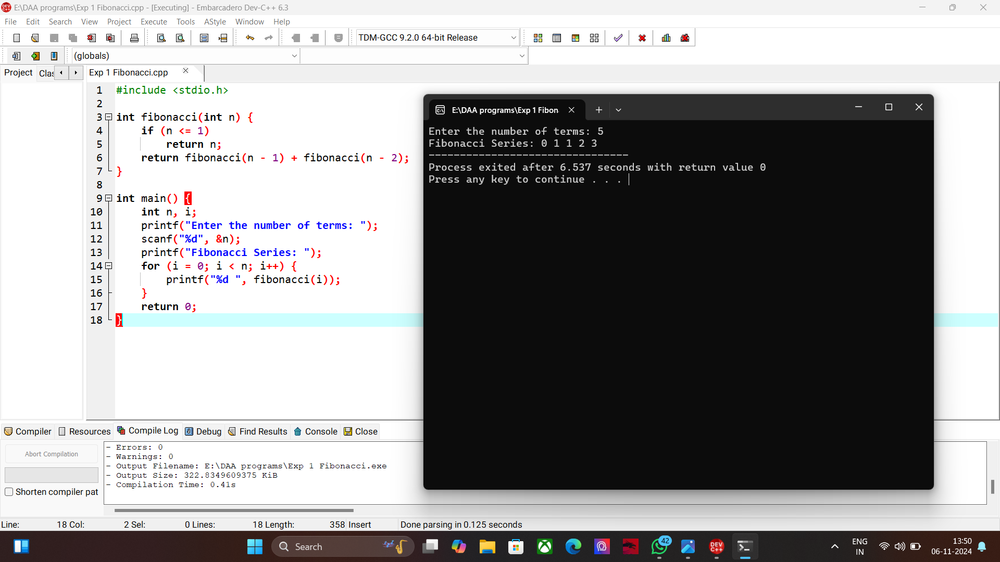 E:\DAA programs\Exp 1 Fibonacci.cpp - [Executing] - Embarcadero Dev-C++ 6.3
File Edit Search View Project Execute Tools AStyle Window Help
TDM-GCC 9.2.0 64-bit Release
(globals)
Project Clas Exp 1 Fibonacci.cpp
1 #include <stdio.h>
2
3 int fibonacci(int n) {
4     if (n <= 1)
5         return n;
6     return fibonacci(n - 1) + fibonacci(n - 2);
7 }
8
9 int main() {
10     int n, i;
11     printf("Enter the number of terms: ");
12     scanf("%d", &n);
13     printf("Fibonacci Series: ");
14     for (i = 0; i < n; i++) {
15         printf("%d ", fibonacci(i));
16     }
17     return 0;
18 }
E:\DAA programs\Exp 1 Fibon
Enter the number of terms: 5
Fibonacci Series: 0 1 1 2 3
--------------------------------
Process exited after 6.537 seconds with return value 0
Press any key to continue . . .
Compiler Resources Compile Log Debug Find Results Console Close
Abort Compilation
Shorten compiler pat
- Errors: 0
- Warnings: 0
- Output Filename: E:\DAA programs\Exp 1 Fibonacci.exe
- Output Size: 322.8349609375 KiB
- Compilation Time: 0.41s
Line: 18 Col: 2 Sel: 0 Lines: 18 Length: 358 Insert Done parsing in 0.125 seconds
Search
42
DEV C++
ENG
IN
13:50
06-11-2024